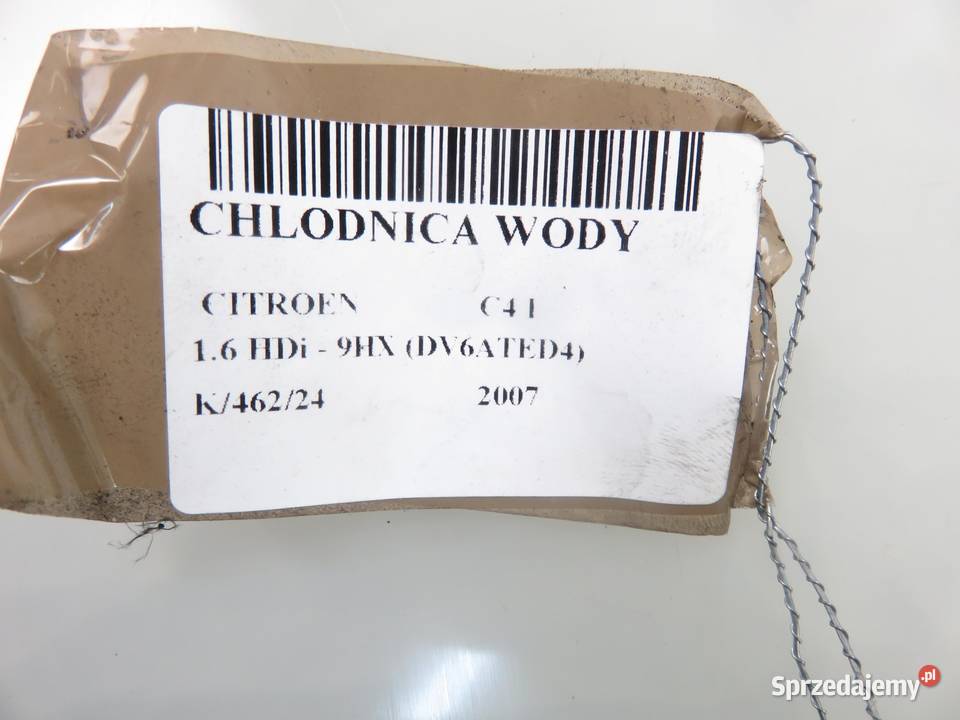 CHLODNICA WODY
CITROEN C4 I
1.6 HDi - 9HX (DV6ATED4)
K/462/24 2007
Sprzedajemy.pl